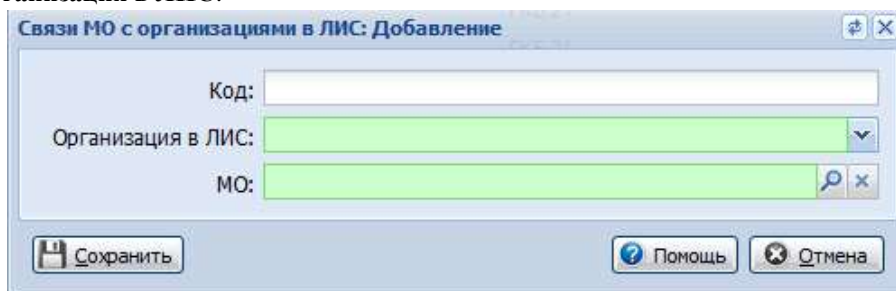 Связи МО с организациями в ЛИС: Добавление
Код:
Организация в ЛИС:
МО:
Сохранить
Помощь
Отмена